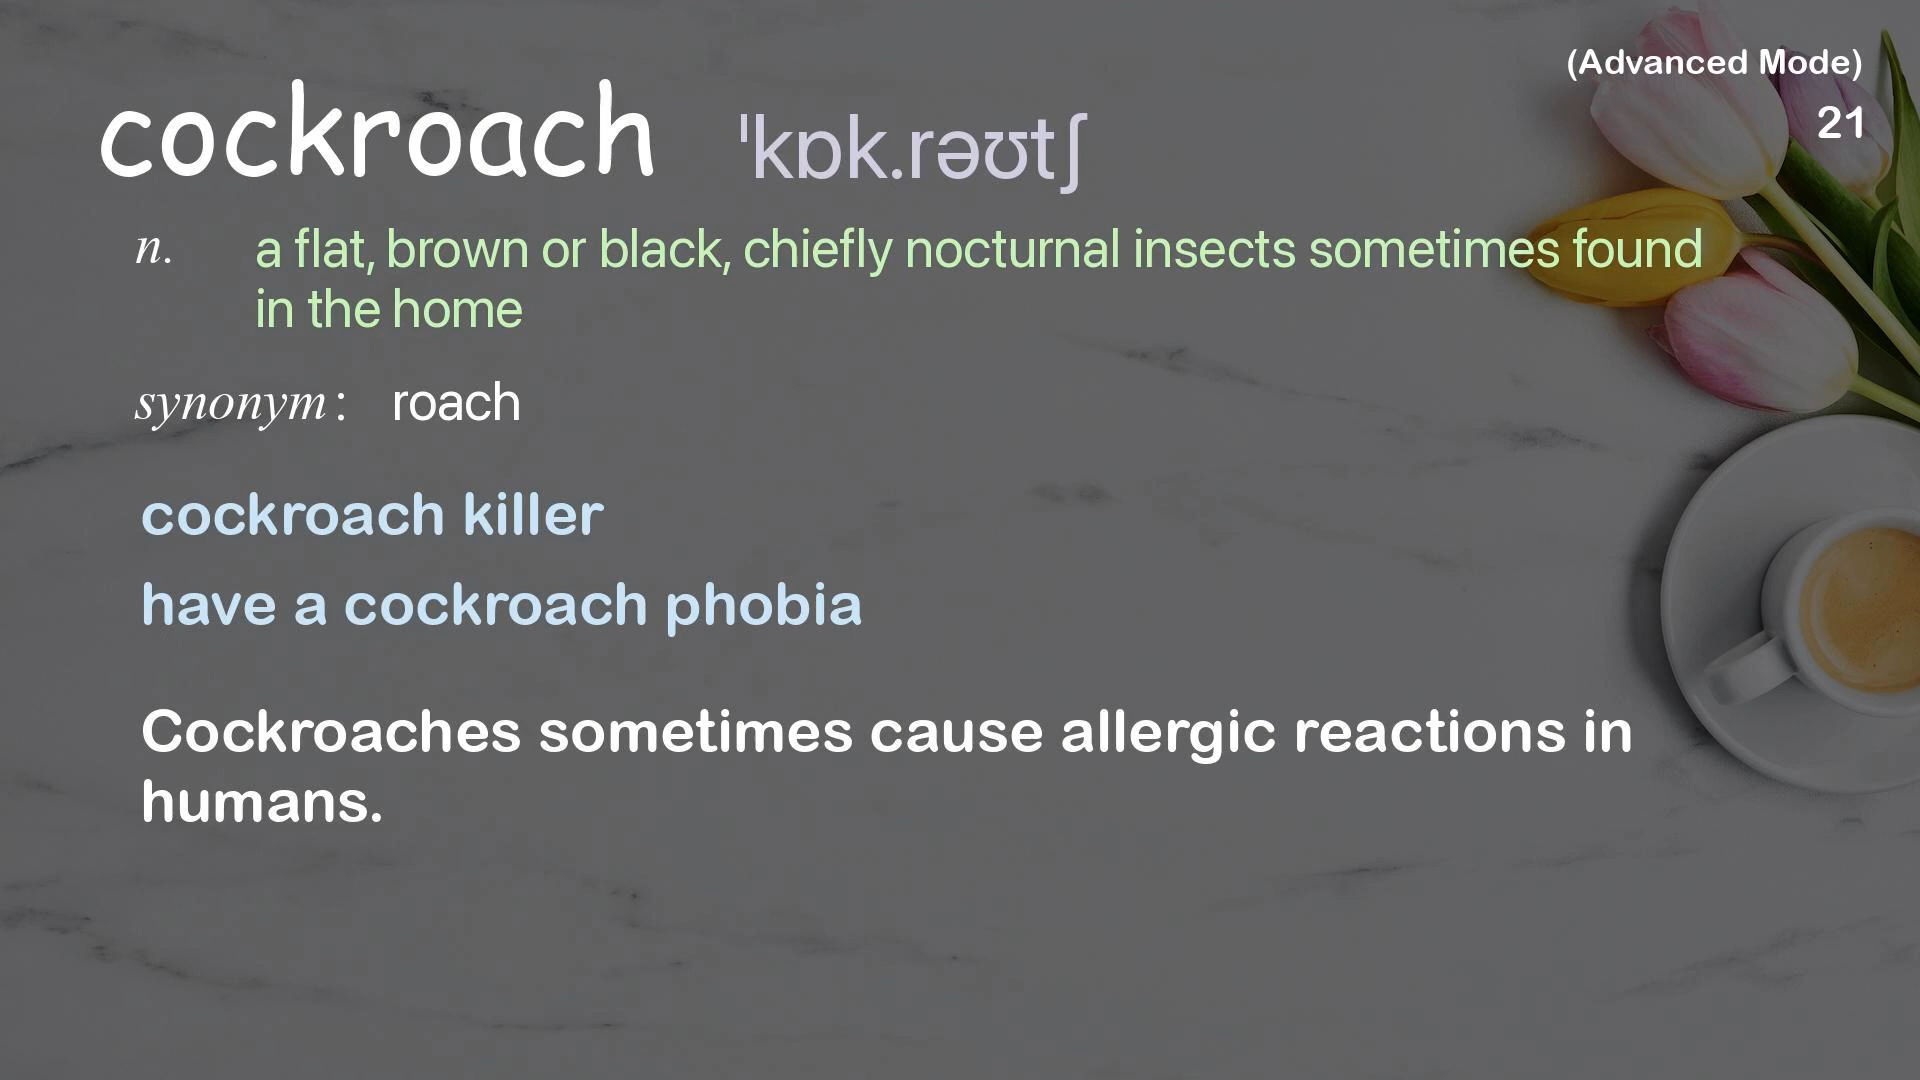 (Advanced Mode)
cockroach ˈkɒk.rəʊtʃ
21
n. a flat, brown or black, chiefly nocturnal insects sometimes found
in the home
synonym: roach
cockroach killer
have a cockroach phobia
Cockroaches sometimes cause allergic reactions in
humans.